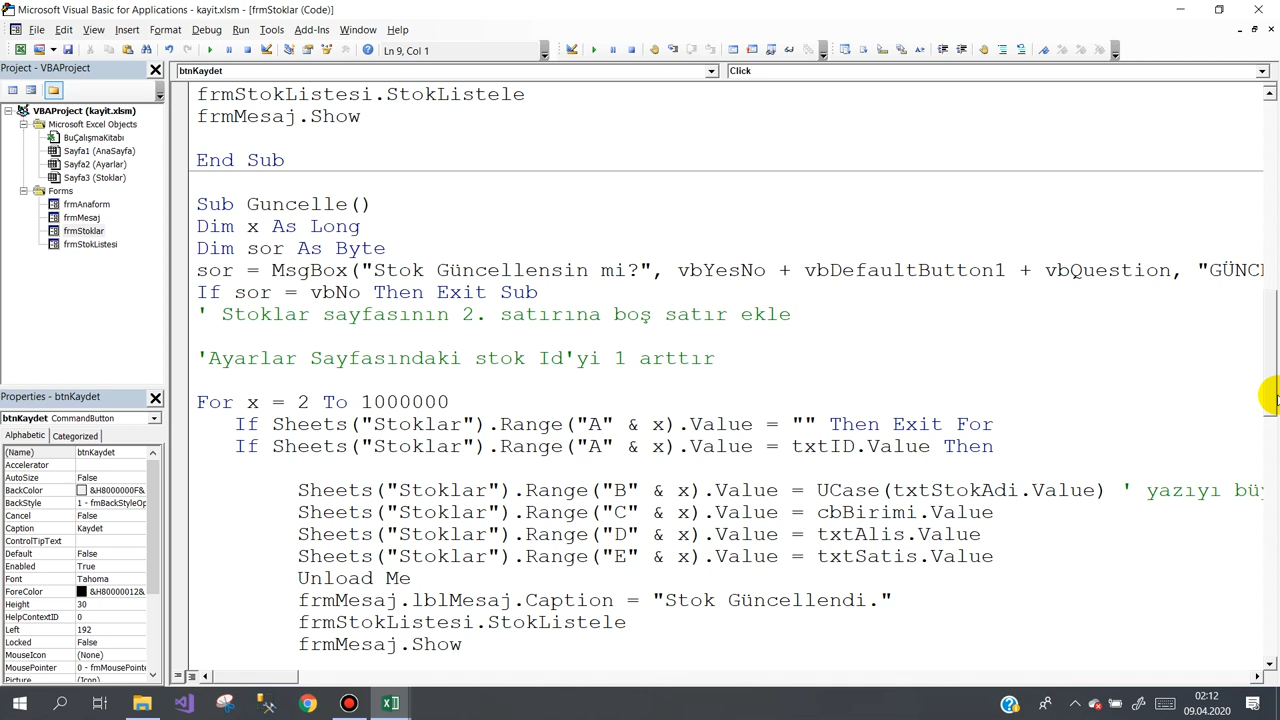 Microsoft Visual Basic for Applications - kayit.xlsm - [frmStoklar (Code)]
File Edit View Insert Format Debug Run Tools Add-Ins Window Help
Ln 9, Col 1
Project - VBAProject
btnKaydet
Click
VBAProject (kayit.xlsm)
Microsoft Excel Objects
BuÇalışmaKitabı
Sayfa1 (AnaSayfa)
Sayfa2 (Ayarlar)
Sayfa3 (Stoklar)
Forms
frmAnaform
frmMesaj
frmStoklar
frmStokListesi
Properties - btnKaydet
btnKaydet CommandButton
Alphabetic Categorized
(Name) btnKaydet
Accelerator
AutoSize False
BackColor &H8000000F&
BackStyle 1 - fmBackStyleOp
Cancel False
Caption Kaydet
ControlTipText
Default False
Enabled True
Font Tahoma
ForeColor &H80000012&
Height 30
HelpContextID 0
Left 192
Locked False
MouseIcon (None)
MousePointer 0 - fmMousePointe
Picture (None)
frmStokListesi.StokListele
frmMesaj.Show
End Sub
Sub Guncelle()
Dim x As Long
Dim sor As Byte
sor = MsgBox("Stok Güncellensin mi?", vbYesNo + vbDefaultButton1 + vbQuestion, "GÜNC
If sor = vbNo Then Exit Sub
' Stoklar sayfasının 2. satırına boş satır ekle
'Ayarlar Sayfasındaki stok Id'yi 1 arttır
For x = 2 To 1000000
If Sheets("Stoklar").Range("A" & x).Value = "" Then Exit For
If Sheets("Stoklar").Range("A" & x).Value = txtID.Value Then
Sheets("Stoklar").Range("B" & x).Value = UCase(txtStokAdi.Value) ' yazıyı büy
Sheets("Stoklar").Range("C" & x).Value = cbBirimi.Value
Sheets("Stoklar").Range("D" & x).Value = txtAlis.Value
Sheets("Stoklar").Range("E" & x).Value = txtSatis.Value
Unload Me
frmMesaj.lblMesaj.Caption = "Stok Güncellendi."
frmStokListesi.StokListele
frmMesaj.Show
02:12
09.04.2020